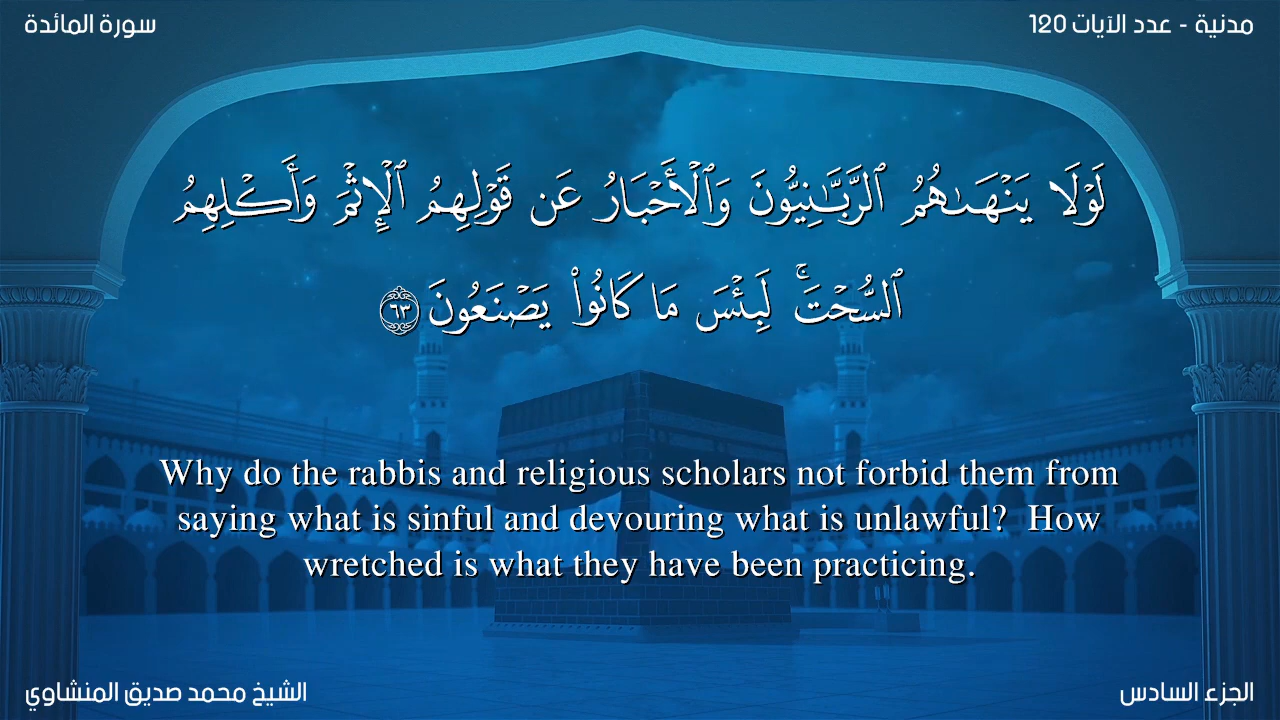 مدنية - عدد الآيات 120
سورة المائدة
لَوۡلَا يَنۡهَىٰهُمُ ٱلرَّبَّٰنِيُّونَ وَٱلۡأَحۡبَارُ عَن قَوۡلِهِمُ ٱلۡإِثۡمَ وَأَكۡلِهِمُ
ٱلسُّحۡتَۚ لَبِئۡسَ مَا كَانُواْ يَصۡنَعُونَ ٦٣
Why do the rabbis and religious scholars not forbid them from
saying what is sinful and devouring what is unlawful?  How
wretched is what they have been practicing.
الجزء السادس
الشيخ محمد صديق المنشاوي